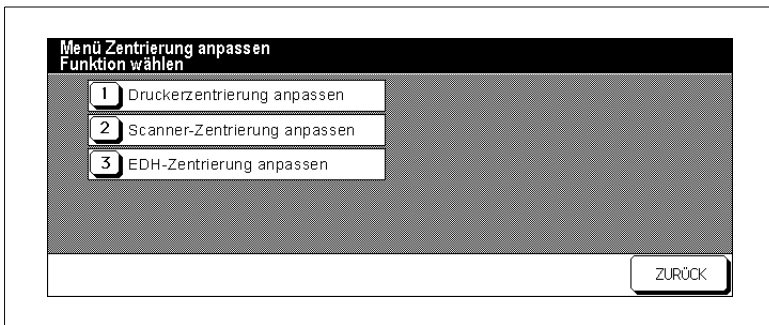 Menü Zentrierung anpassen
Funktion wählen
1 Druckerzentrierung anpassen
2 Scanner-Zentrierung anpassen
3 EDH-Zentrierung anpassen
ZURÜCK